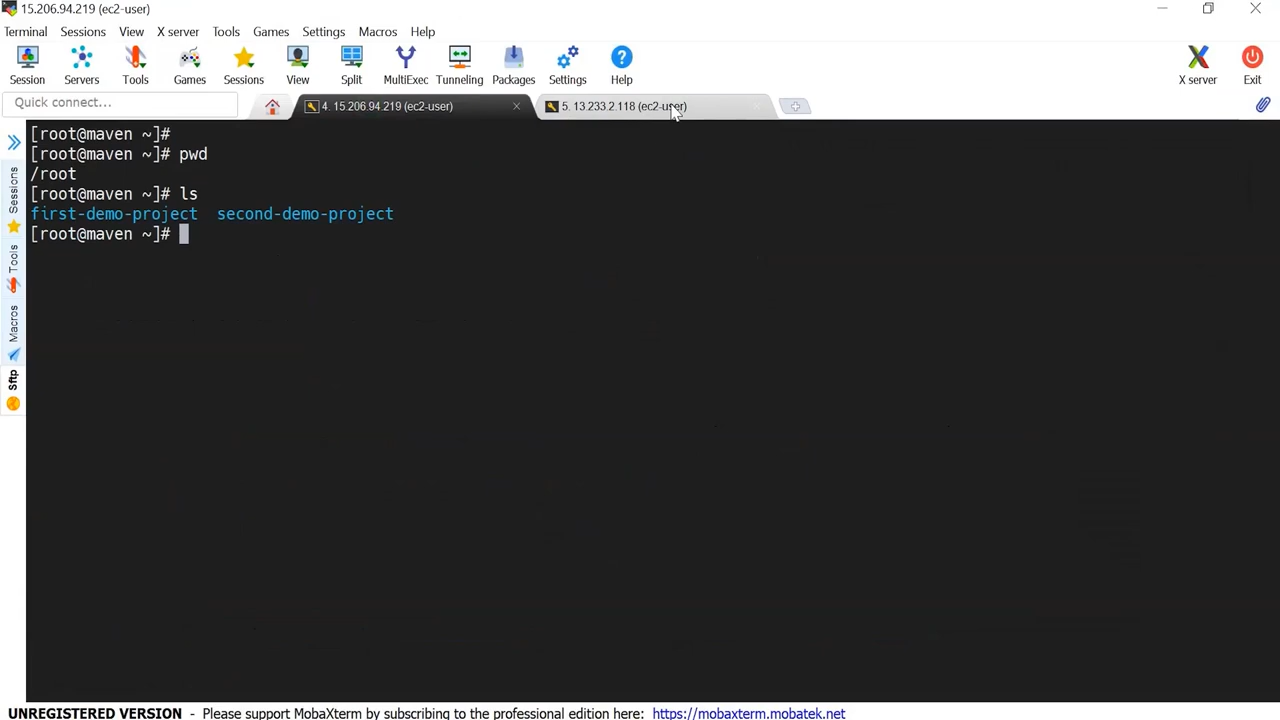 15.206.94.219 (ec2-user)
Terminal Sessions View X server Tools Games Settings Macros Help
Session Servers Tools Games Sessions View Split MultiExec Tunneling Packages Settings Help X server Exit
Quick connect...
4. 15.206.94.219 (ec2-user)
5. 13.233.2.118 (ec2-user)
[root@maven ~]#
[root@maven ~]# pwd
/root
[root@maven ~]# ls
first-demo-project second-demo-project
[root@maven ~]#
Sessions
Tools
Macros
Sftp
UNREGISTERED VERSION - Please support MobaXterm by subscribing to the professional edition here: https://mobaxterm.mobatek.net